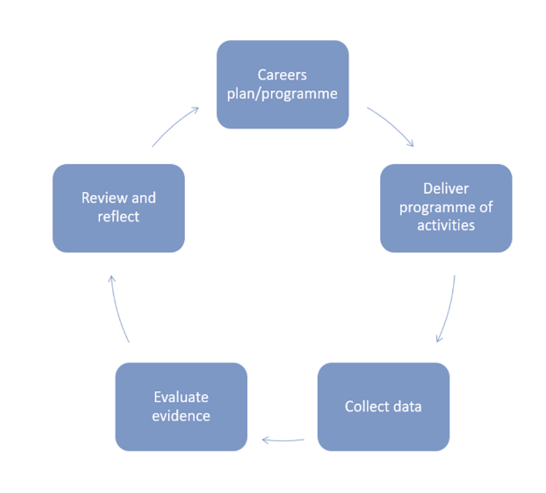 Careers
plan/programme
Deliver
programme of
activities
Collect data
Evaluate
evidence
Review and
reflect